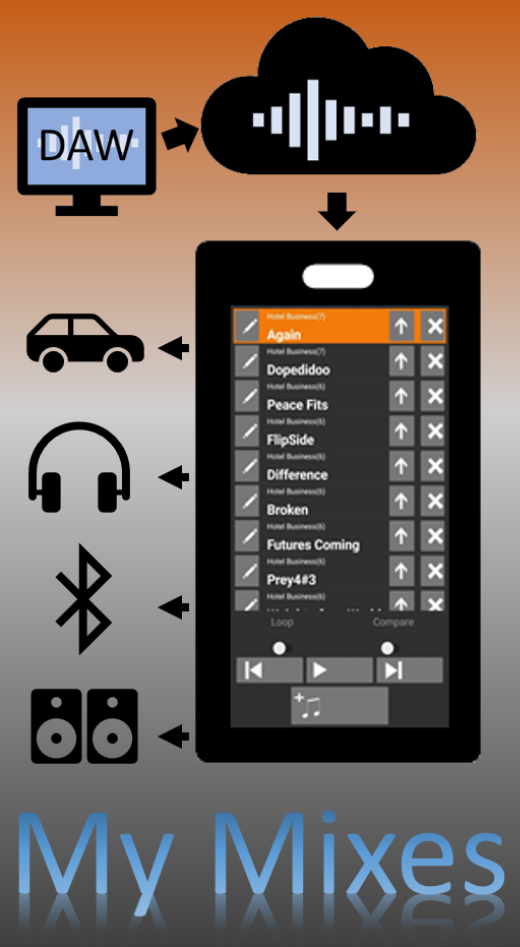 DAW
Hotel Business(7)
Again
Hotel Business(7)
Dopedidoo
Hotel Business(6)
Peace Fits
Hotel Business(6)
FlipSide
Hotel Business(6)
Difference
Hotel Business(6)
Broken
Hotel Business(6)
Futures Coming
Hotel Business(6)
Prey4#3
Hotel Business(6)
Loop Compare
My Mixes